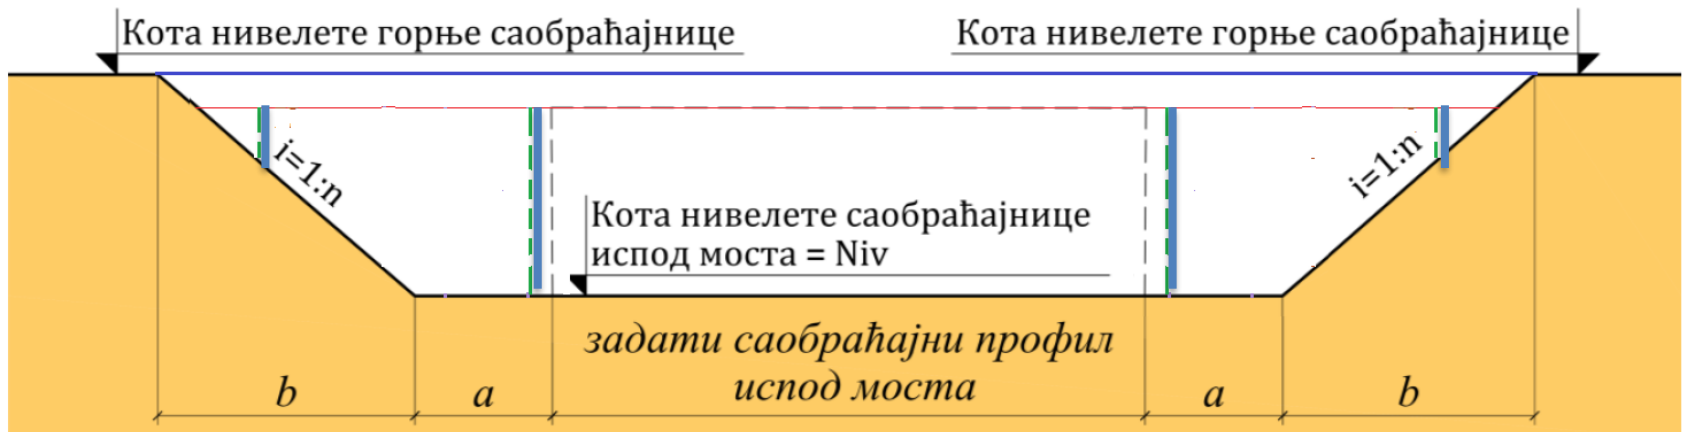 Кота нивелете горње саобраћајнице
Кота нивелете горње саобраћајнице
i=1:n
i=1:n
Кота нивелете саобраћајнице
испод моста = Niv
задати саобраћајни профил
испод моста
b
a
a
b